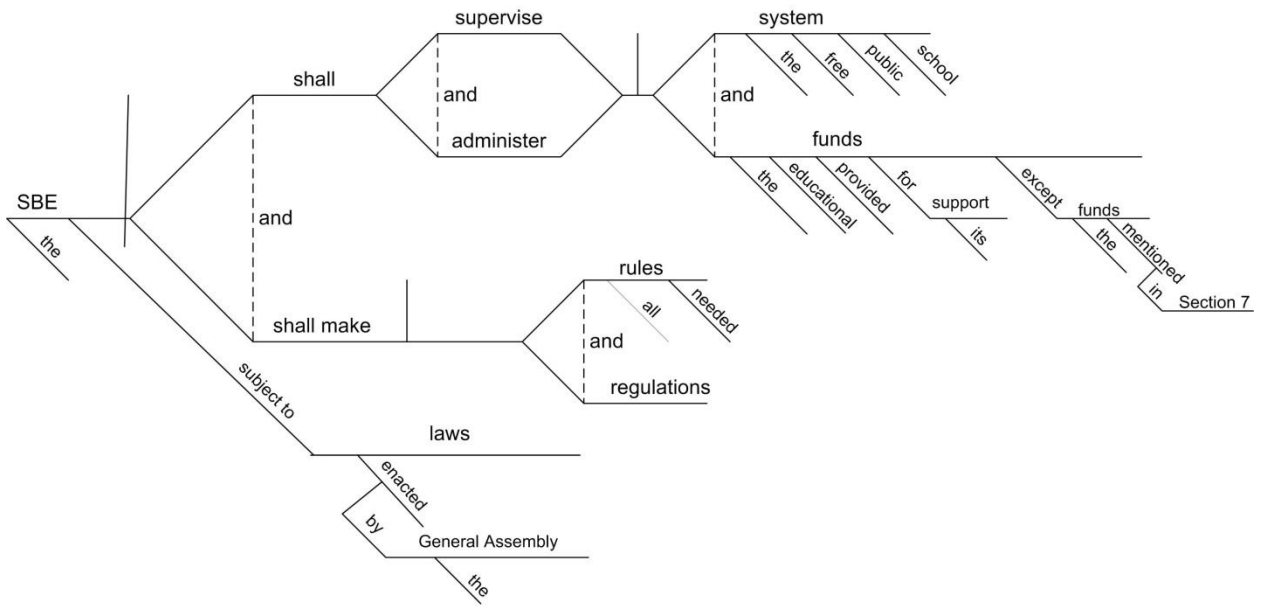 supervise
system
the
free
public
school
shall
and
and
administer
funds
the
educational
provided
for
support
its
except
funds
the
mentioned
in
Section 7
SBE
the
and
rules
all
needed
shall make
and
regulations
subject to
laws
enacted
by
General Assembly
the